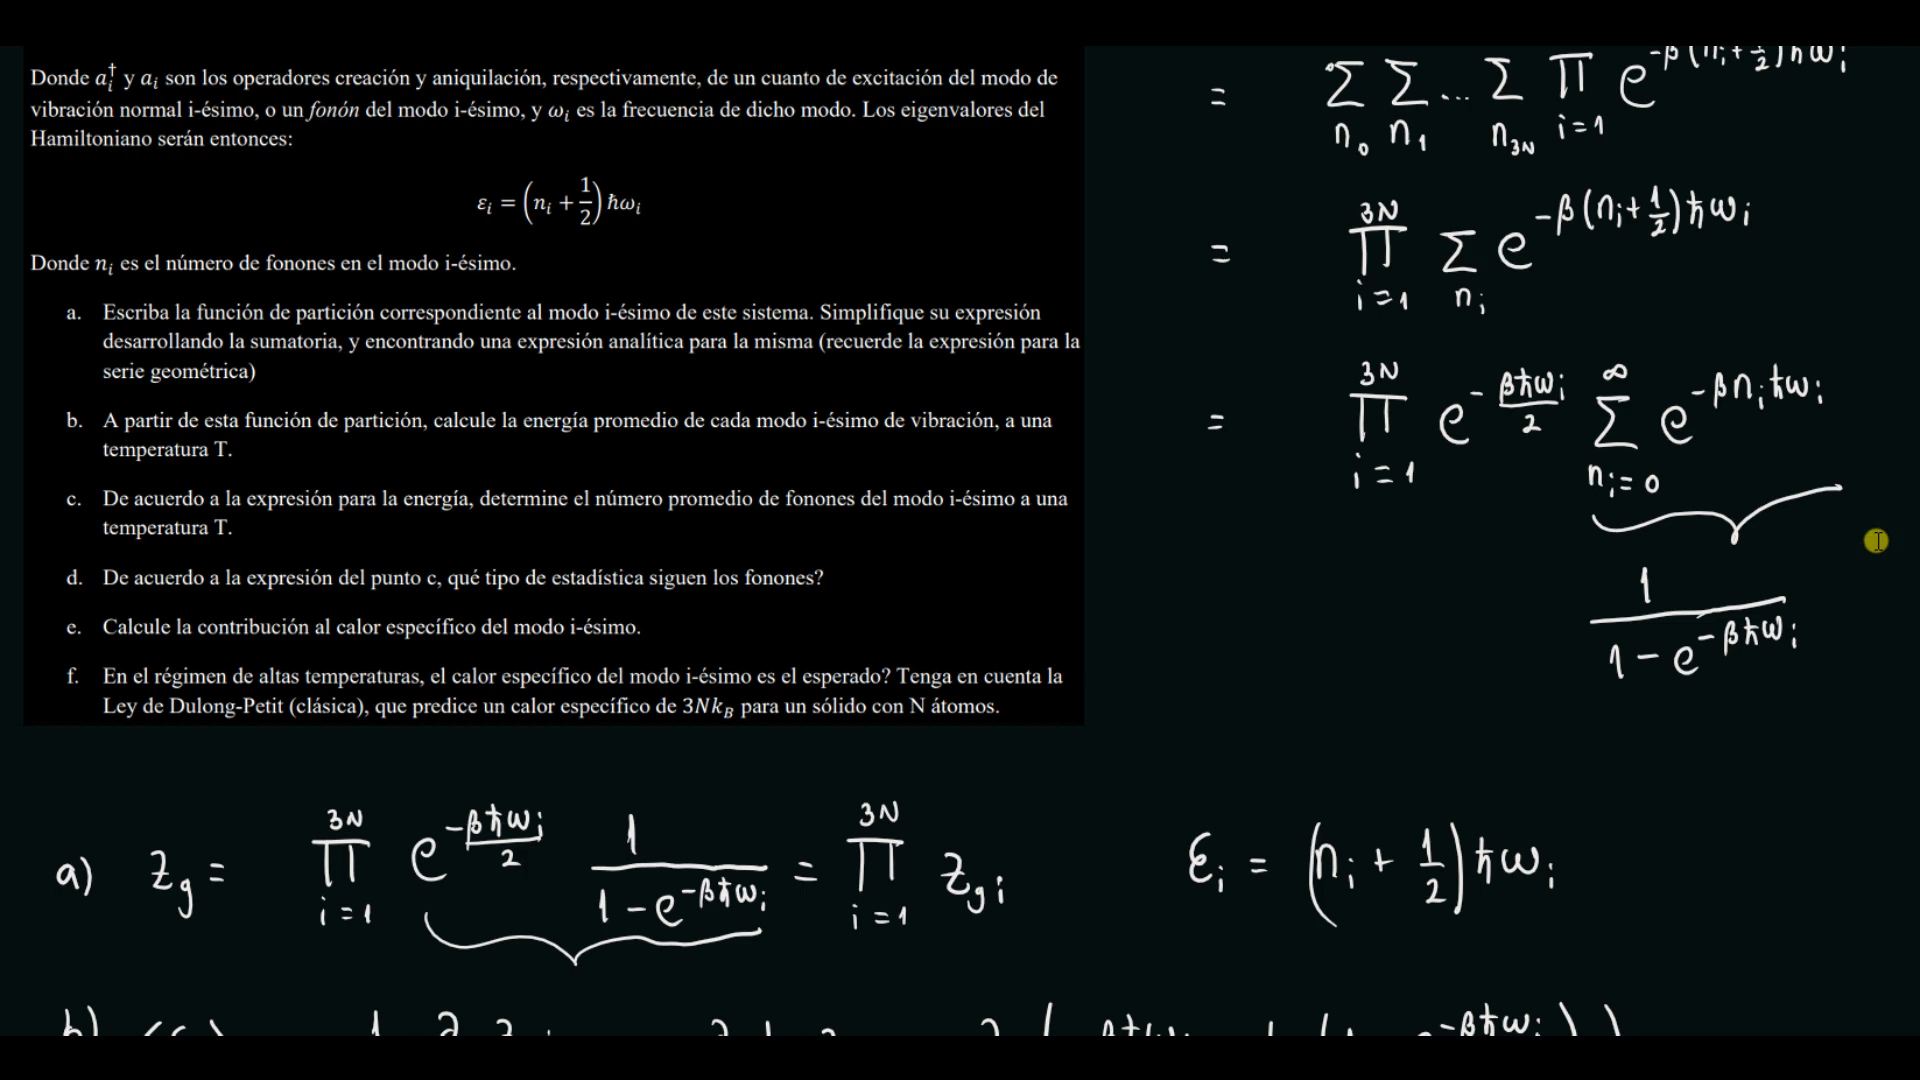 Donde a_i^† y a_i son los operadores creación y aniquilación, respectivamente, de un cuanto de excitación del modo de
vibración normal i-ésimo, o un fonón del modo i-ésimo, y ω_i es la frecuencia de dicho modo. Los eigenvalores del
Hamiltoniano serán entonces:
ε_i = (n_i + 1/2) ħω_i
Donde n_i es el número de fonones en el modo i-ésimo.
a. Escriba la función de partición correspondiente al modo i-ésimo de este sistema. Simplifique su expresión
desarrollando la sumatoria, y encontrando una expresión analítica para la misma (recuerde la expresión para la
serie geométrica)
b. A partir de esta función de partición, calcule la energía promedio de cada modo i-ésimo de vibración, a una
temperatura T.
c. De acuerdo a la expresión para la energía, determine el número promedio de fonones del modo i-ésimo a una
temperatura T.
d. De acuerdo a la expresión del punto c, qué tipo de estadística siguen los fonones?
e. Calcule la contribución al calor específico del modo i-ésimo.
f. En el régimen de altas temperaturas, el calor específico del modo i-ésimo es el esperado? Tenga en cuenta la
Ley de Dulong-Petit (clásica), que predice un calor específico de 3Nk_B para un sólido con N átomos.
= Σ_{n_0} Σ_{n_1} ... Σ_{n_{3N}} Π_{i=1} e^{-β(n_i + 1/2)ħω_i}
= Π_{i=1}^{3N} Σ_{n_i} e^{-β(n_i + 1/2)ħω_i}
= Π_{i=1}^{3N} e^{-βħω_i/2} Σ_{n_i=0}^{∞} e^{-βn_iħω_i}
1/(1 - e^{-βħω_i})
a) Z_g = Π_{i=1}^{3N} e^{-βħω_i/2} 1/(1 - e^{-βħω_i}) = Π_{i=1}^{3N} Z_{gi}
ε_i = (n_i + 1/2) ħω_i
b)